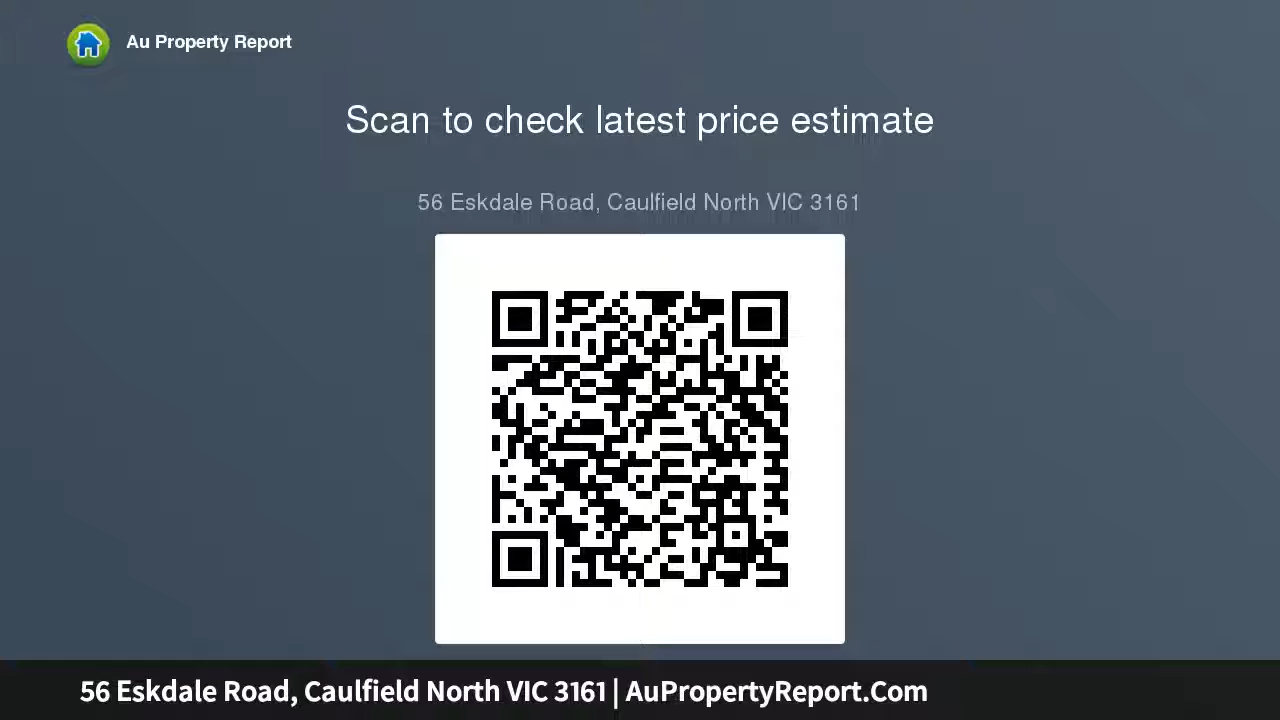 Au Property Report
Scan to check latest price estimate
56 Eskdale Road, Caulfield North VIC 3161
56 Eskdale Road, Caulfield North VIC 3161 | AuPropertyReport.Com